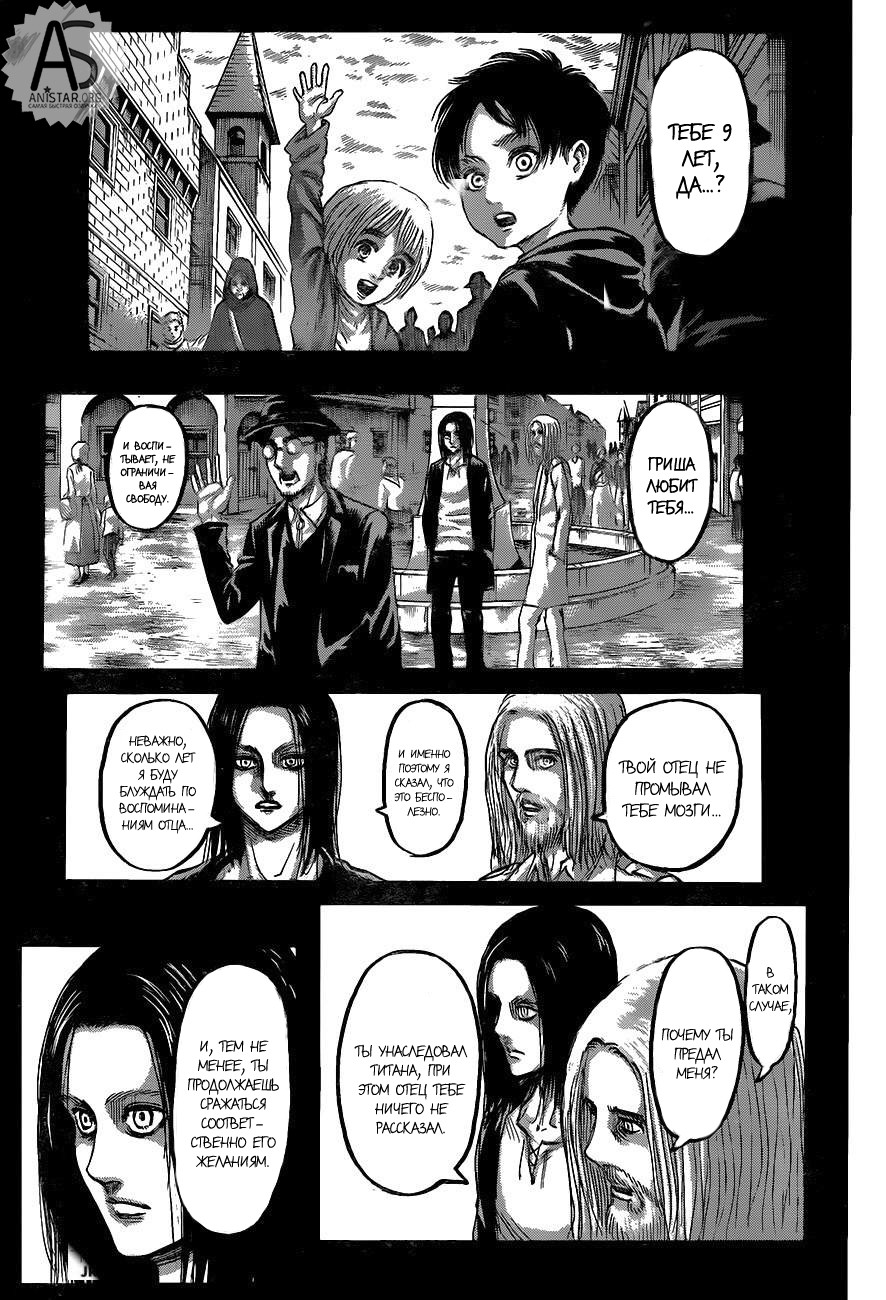 AS
ANISTAR.ORG
САМАЯ БЫСТРАЯ ОЗВУЧКА
ТЕБЕ 9
ЛЕТ,
ДА...?
ГРИША
ЛЮБИТ
ТЕБЯ...
И ВОСПИ-
ТЫВАЕТ, НЕ
ОГРАНИЧИ-
ВАЯ
СВОБОДУ.
ТВОЙ ОТЕЦ НЕ
ПРОМЫВАЛ
ТЕБЕ МОЗГИ...
И ИМЕННО
ПОЭТОМУ Я
СКАЗАЛ, ЧТО
ЭТО БЕСПО-
ЛЕЗНО.
НЕВАЖНО,
СКОЛЬКО ЛЕТ
Я БУДУ
БЛУЖДАТЬ ПО
ВОСПОМИНА-
НИЯМ ОТЦА...
В
ТАКОМ
СЛУЧАЕ,
ПОЧЕМУ ТЫ
ПРЕДАЛ
МЕНЯ?
ТЫ УНАСЛЕДОВАЛ
ТИТАНА, ПРИ
ЭТОМ ОТЕЦ ТЕБЕ
НИЧЕГО НЕ
РАССКАЗАЛ.
И, ТЕМ НЕ
МЕНЕЕ, ТЫ
ПРОДОЛЖАЕШЬ
СРАЖАТЬСЯ
СООТВЕТ-
СТВЕННО ЕГО
ЖЕЛАНИЯМ.